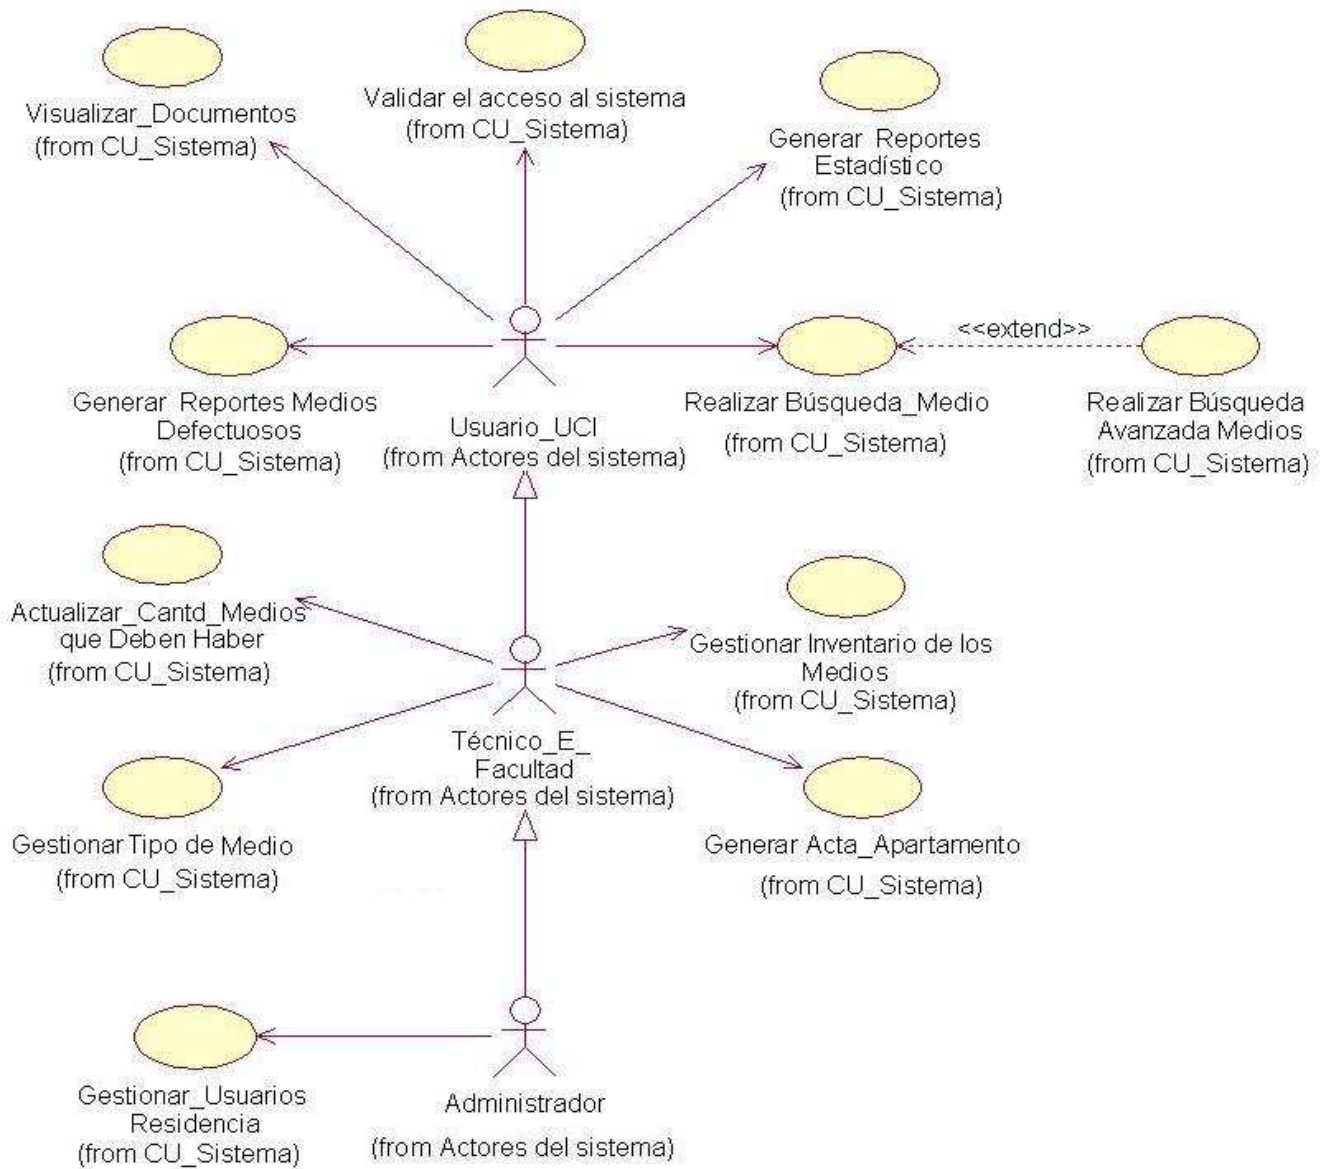 Visualizar_Documentos
(from CU_Sistema)
Validar el acceso al sistema
(from CU_Sistema)
Generar Reportes
Estadístico
(from CU_Sistema)
Generar Reportes Medios
Defectuosos
(from CU_Sistema)
Usuario_UCI
(from Actores del sistema)
Realizar Búsqueda_Medio
(from CU_Sistema)
<<extend>>
Realizar Búsqueda
Avanzada Medios
(from CU_Sistema)
Actualizar_Cantd_Medios
que Deben Haber
(from CU_Sistema)
Gestionar Inventario de los
Medios
(from CU_Sistema)
Técnico_E_
Facultad
(from Actores del sistema)
Gestionar Tipo de Medio
(from CU_Sistema)
Generar Acta_Apartamento
(from CU_Sistema)
Gestionar_Usuarios
Residencia
(from CU_Sistema)
Administrador
(from Actores del sistema)